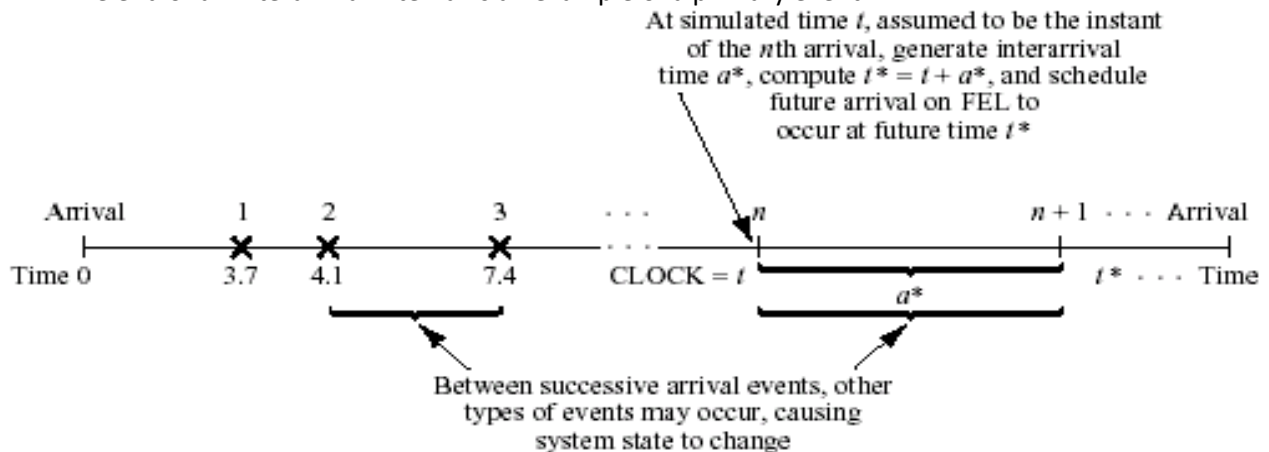 At simulated time t, assumed to be the instant
of the nth arrival, generate interarrival
time a*, compute t* = t + a*, and schedule
future arrival on FEL to
occur at future time t*
Arrival 1 2 3 · · · n n + 1 · · · Arrival
· · ·
Time 0 3.7 4.1 7.4 CLOCK = t t* · · · Time
a*
Between successive arrival events, other
types of events may occur, causing
system state to change